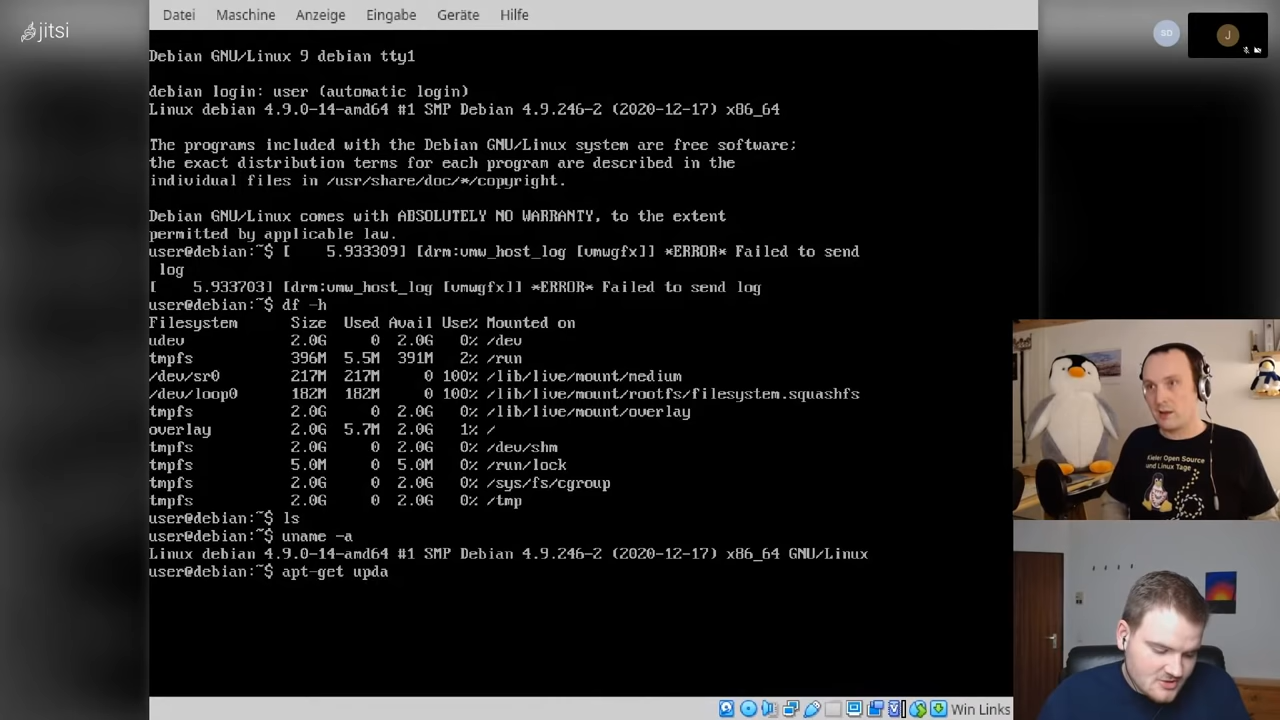 jitsi
Datei Maschine Anzeige Eingabe Geräte Hilfe
SD
J
Debian GNU/Linux 9 debian tty1
debian login: user (automatic login)
Linux debian 4.9.0-14-amd64 #1 SMP Debian 4.9.246-2 (2020-12-17) x86_64
The programs included with the Debian GNU/Linux system are free software;
the exact distribution terms for each program are described in the
individual files in /usr/share/doc/*/copyright.
Debian GNU/Linux comes with ABSOLUTELY NO WARRANTY, to the extent
permitted by applicable law.
user@debian:~$ [    5.933309] [drm:vmw_host_log [vmwgfx]] *ERROR* Failed to send
log
[    5.933703] [drm:vmw_host_log [vmwgfx]] *ERROR* Failed to send log
user@debian:~$ df -h
Filesystem Size Used Avail Use% Mounted on
udev 2.0G 0 2.0G 0% /dev
tmpfs 396M 5.5M 391M 2% /run
/dev/sr0 217M 217M 0 100% /lib/live/mount/medium
/dev/loop0 182M 182M 0 100% /lib/live/mount/rootfs/filesystem.squashfs
tmpfs 2.0G 0 2.0G 0% /lib/live/mount/overlay
overlay 2.0G 5.7M 2.0G 1% /
tmpfs 2.0G 0 2.0G 0% /dev/shm
tmpfs 5.0M 0 5.0M 0% /run/lock
tmpfs 2.0G 0 2.0G 0% /sys/fs/cgroup
tmpfs 2.0G 0 2.0G 0% /tmp
user@debian:~$ ls
user@debian:~$ uname -a
Linux debian 4.9.0-14-amd64 #1 SMP Debian 4.9.246-2 (2020-12-17) x86_64 GNU/Linux
user@debian:~$ apt-get upda
Kieler Open Source
und Linux Tage
Win Links